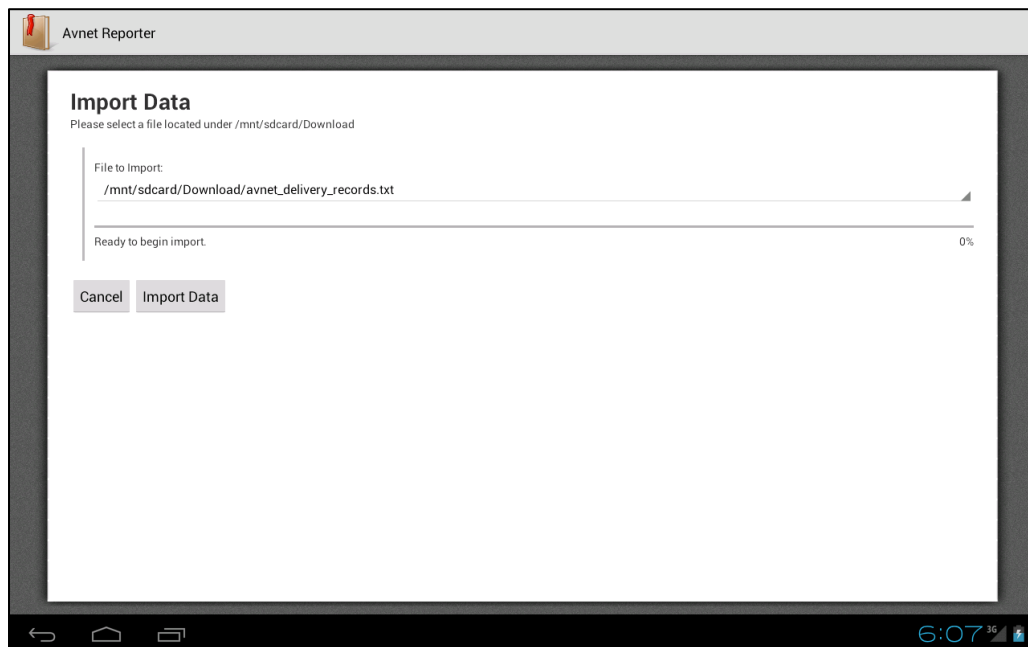 Avnet Reporter
Import Data
Please select a file located under /mnt/sdcard/Download
File to Import:
/mnt/sdcard/Download/avnet_delivery_records.txt
Ready to begin import. 0%
Cancel Import Data
6:07 3G